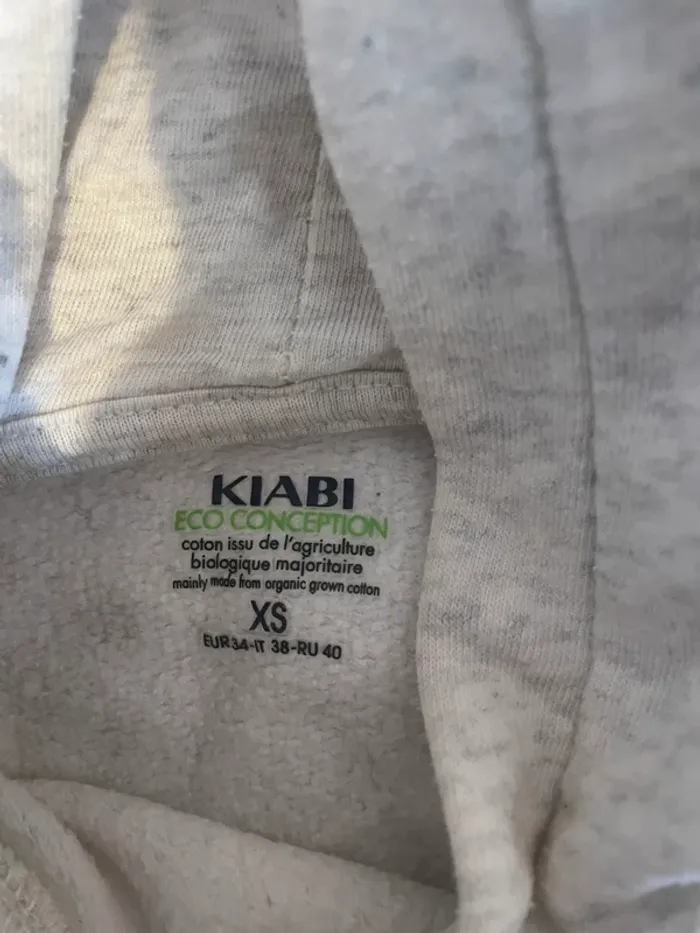 KIABI
ECO CONCEPTION
coton issu de l'agriculture
biologique majoritaire
mainly made from organic grown cotton
XS
EUR34-IT 38-RU 40